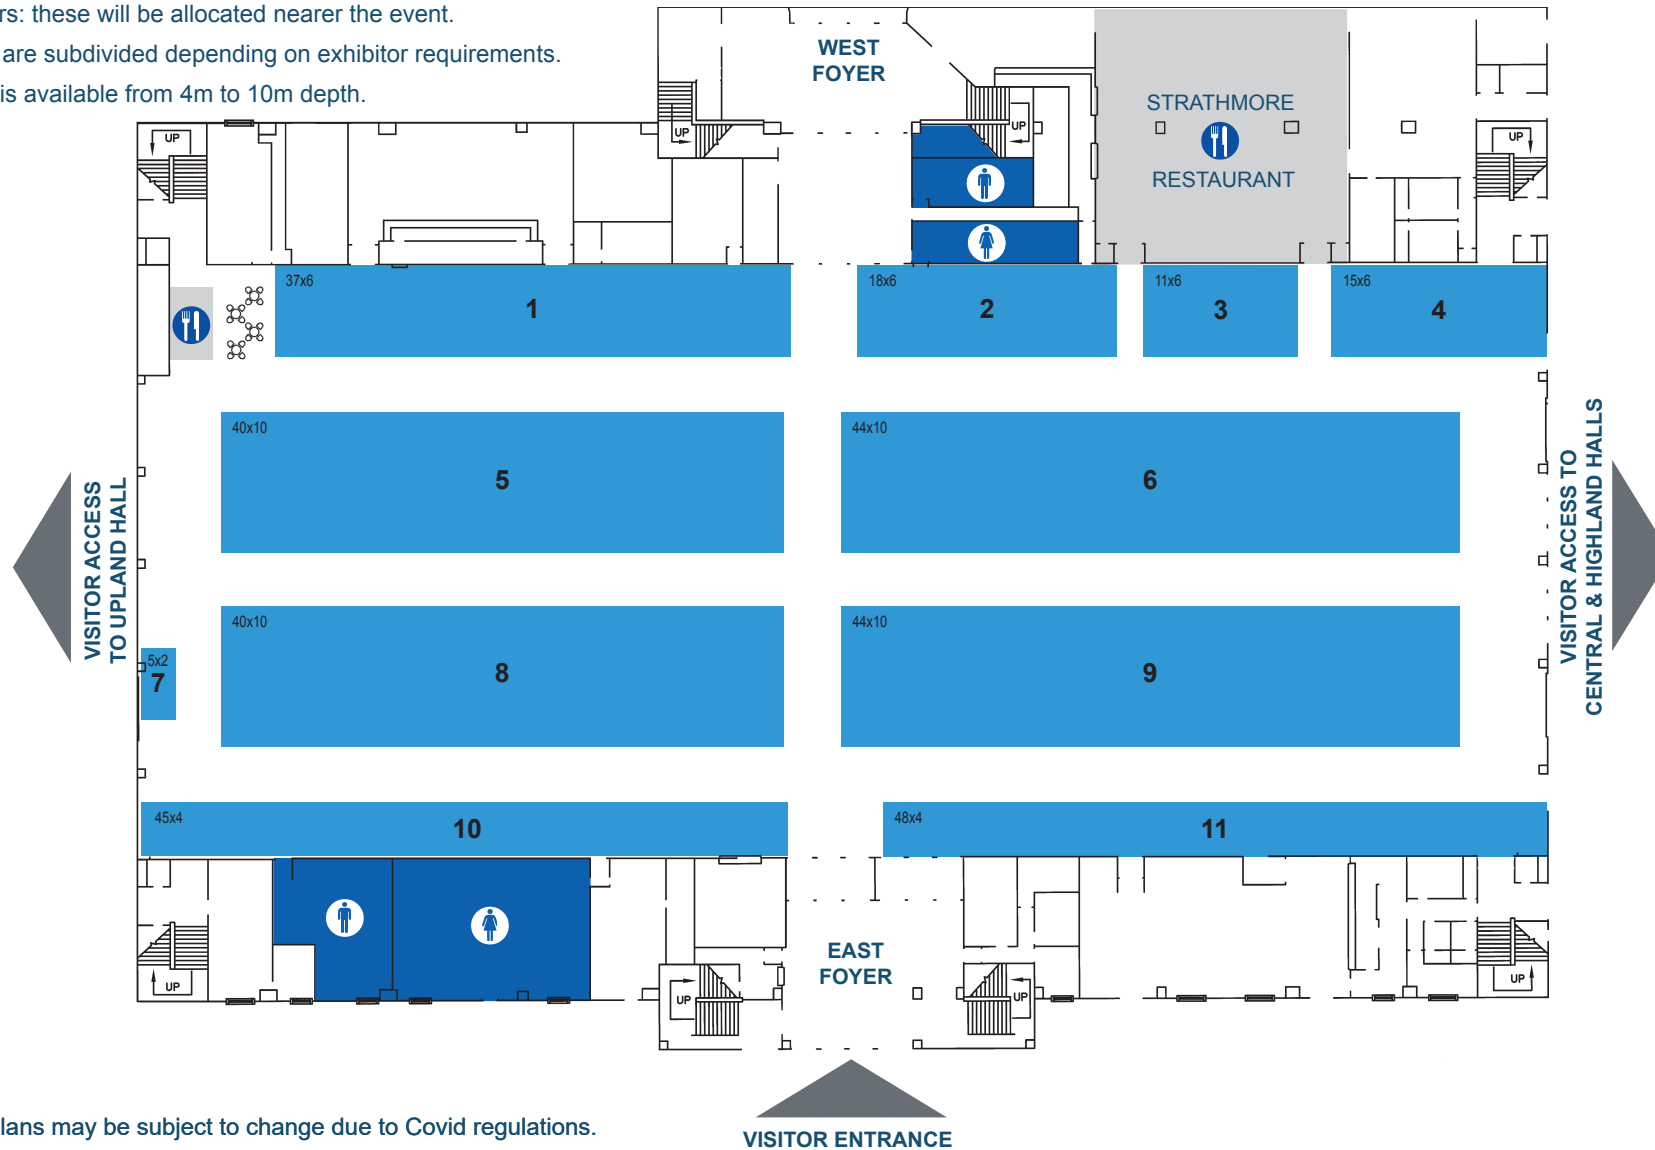 rs: these will be allocated nearer the event.
are subdivided depending on exhibitor requirements.
is available from 4m to 10m depth.
WEST
FOYER
STRATHMORE
RESTAURANT
UP
UP
UP
UP
37x6
1
18x6
2
11x6
3
15x6
4
40x10
5
44x10
6
VISITOR ACCESS
TO UPLAND HALL
VISITOR ACCESS TO
CENTRAL & HIGHLAND HALLS
5x2
7
40x10
8
44x10
9
45x4
10
48x4
11
EAST
FOYER
UP
UP
UP
UP
lans may be subject to change due to Covid regulations.
VISITOR ENTRANCE